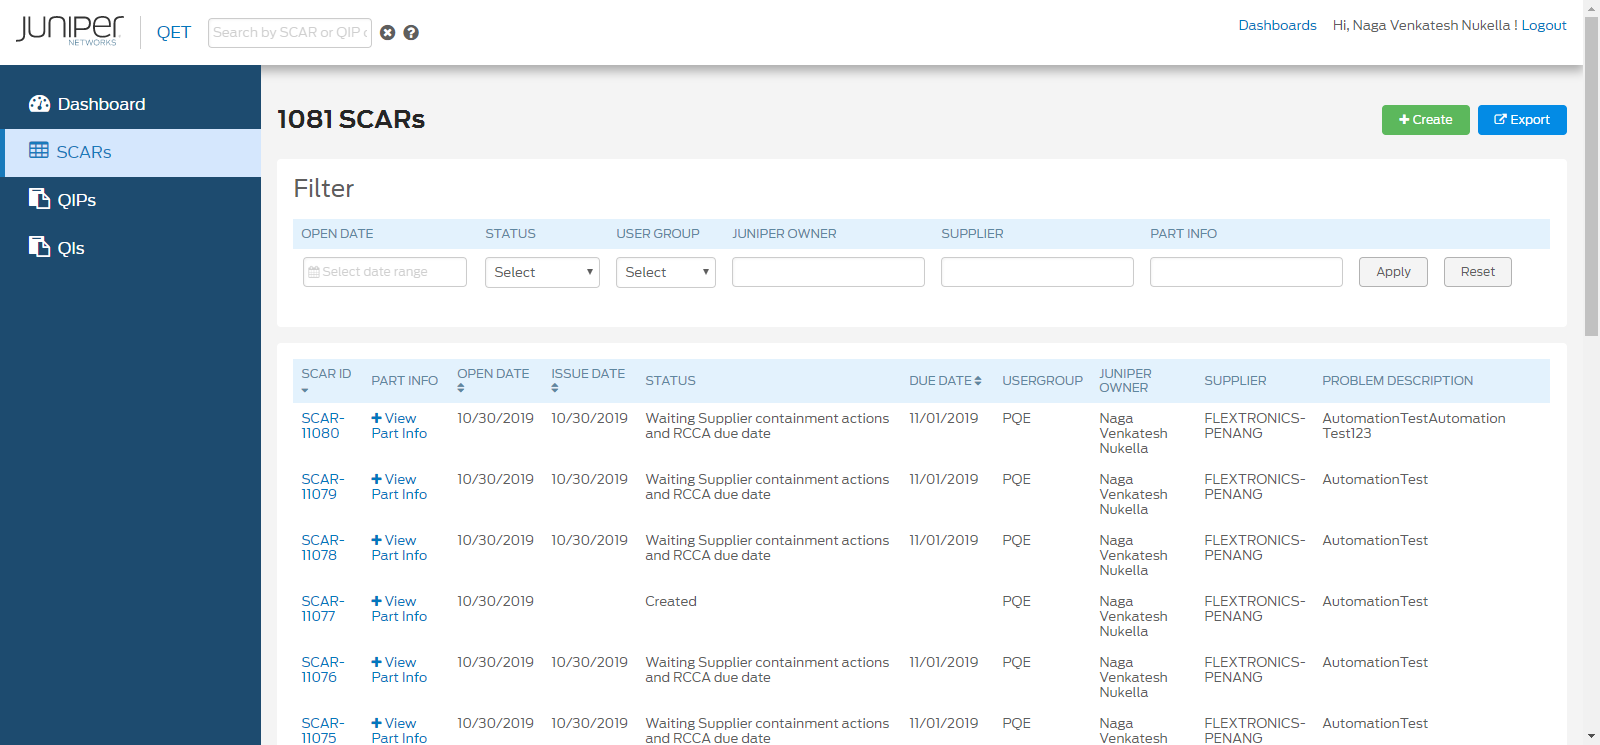 JUNIPER NETWORKS QET Search by SCAR or QIP Dashboards Hi, Naga Venkatesh Nukella ! Logout
Dashboard
SCARs
QIPs
QIs
1081 SCARs
Create Export
Filter
OPEN DATE STATUS USER GROUP JUNIPER OWNER SUPPLIER PART INFO
Select date range Select Select Apply Reset
SCAR ID PART INFO OPEN DATE ISSUE DATE STATUS DUE DATE USERGROUP JUNIPER OWNER SUPPLIER PROBLEM DESCRIPTION
SCAR- View 10/30/2019 10/30/2019 Waiting Supplier containment actions 11/01/2019 PQE Naga FLEXTRONICS- AutomationTestAutomation
11080 Part Info and RCCA due date Venkatesh PENANG Test123
Nukella
SCAR- View 10/30/2019 10/30/2019 Waiting Supplier containment actions 11/01/2019 PQE Naga FLEXTRONICS- AutomationTest
11079 Part Info and RCCA due date Venkatesh PENANG
Nukella
SCAR- View 10/30/2019 10/30/2019 Waiting Supplier containment actions 11/01/2019 PQE Naga FLEXTRONICS- AutomationTest
11078 Part Info and RCCA due date Venkatesh PENANG
Nukella
SCAR- View 10/30/2019 Created PQE Naga FLEXTRONICS- AutomationTest
11077 Part Info Venkatesh PENANG
Nukella
SCAR- View 10/30/2019 10/30/2019 Waiting Supplier containment actions 11/01/2019 PQE Naga FLEXTRONICS- AutomationTest
11076 Part Info and RCCA due date Venkatesh PENANG
Nukella
SCAR- View 10/30/2019 10/30/2019 Waiting Supplier containment actions 11/01/2019 PQE Naga FLEXTRONICS- AutomationTest
11075 Part Info and RCCA due date Venkatesh PENANG